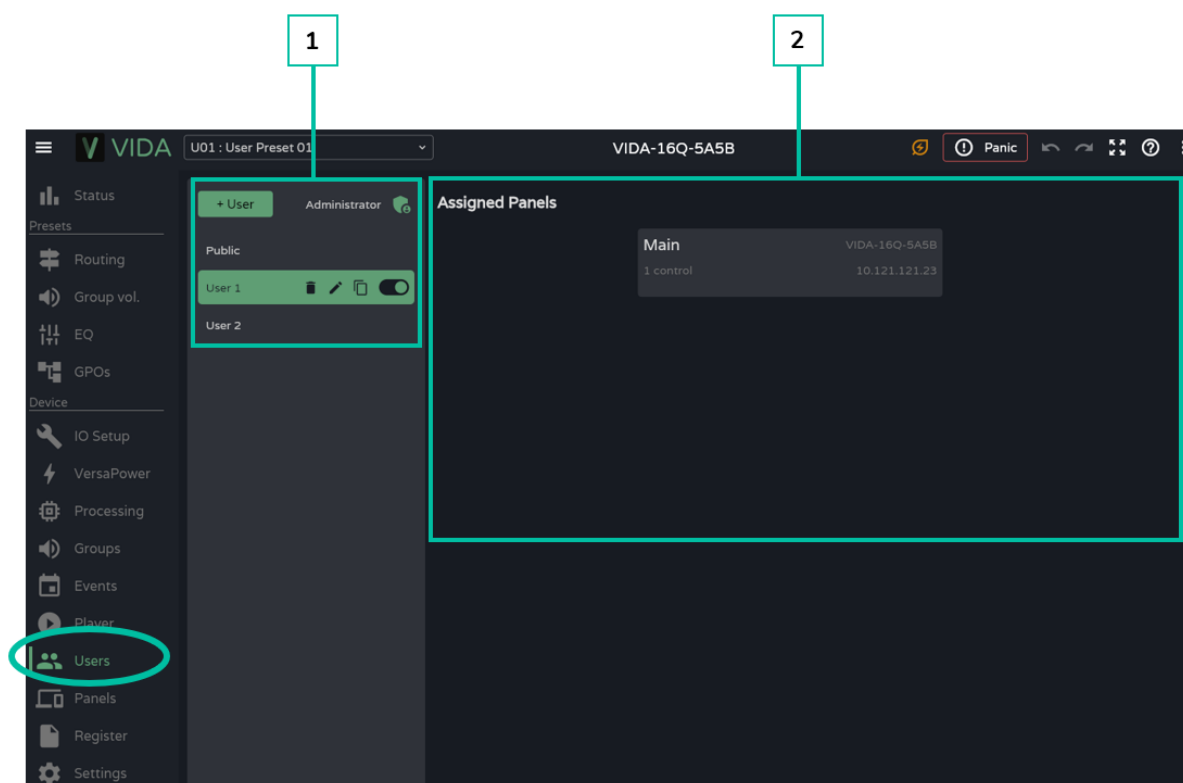 1
2
VIDA
U01 : User Preset 01
VIDA-16Q-5A5B
Panic
Status
Presets
Routing
Group vol.
EQ
GPOs
Device
IO Setup
VersaPower
Processing
Groups
Events
Player
Users
Panels
Register
Settings
+ User
Administrator
Public
User 1
User 2
Assigned Panels
Main
VIDA-16Q-5A5B
1 control
10.121.121.23